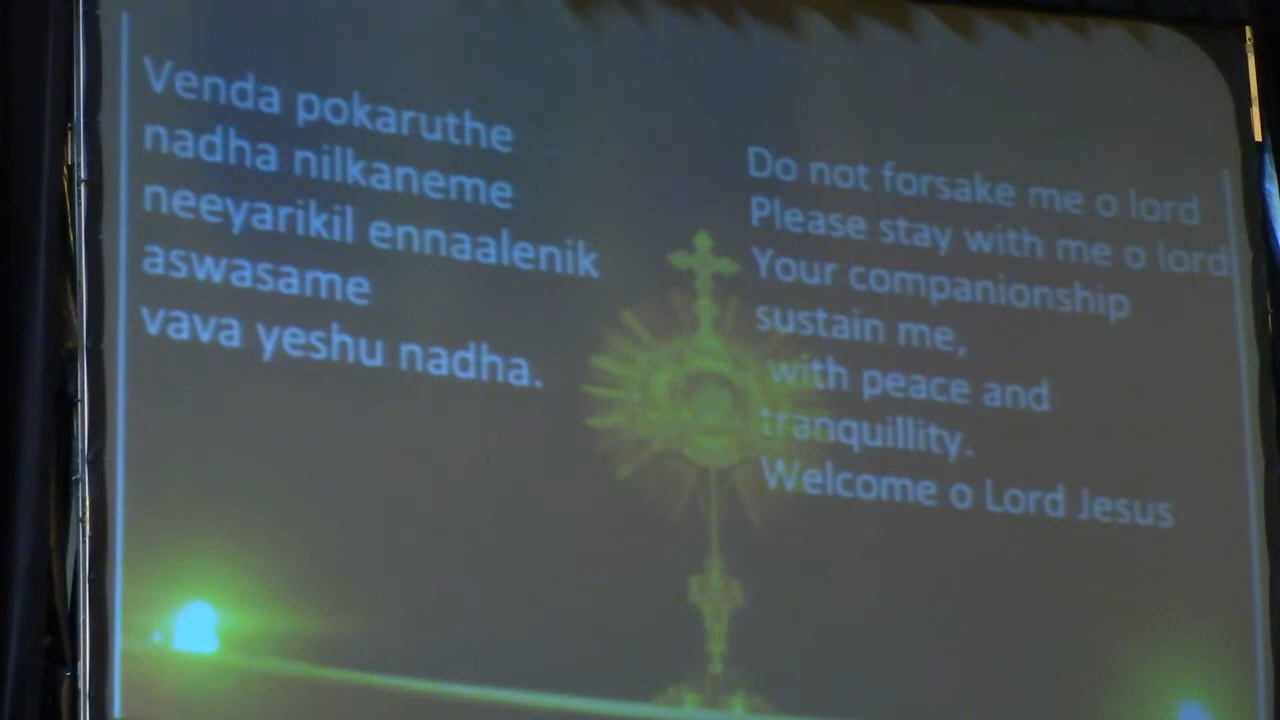 Venda pokaruthe
nadha nilkaneme
neeyarikil ennaalenik
aswasame
vava yeshu nadha.
Do not forsake me o lord
Please stay with me o lord
Your companionship
sustain me,
with peace and
tranquillity.
Welcome o Lord Jesus